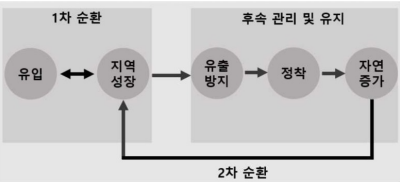 1차 순환
후속 관리 및 유지
유입
지역
성장
유출
방지
정착
자연
증가
2차 순환